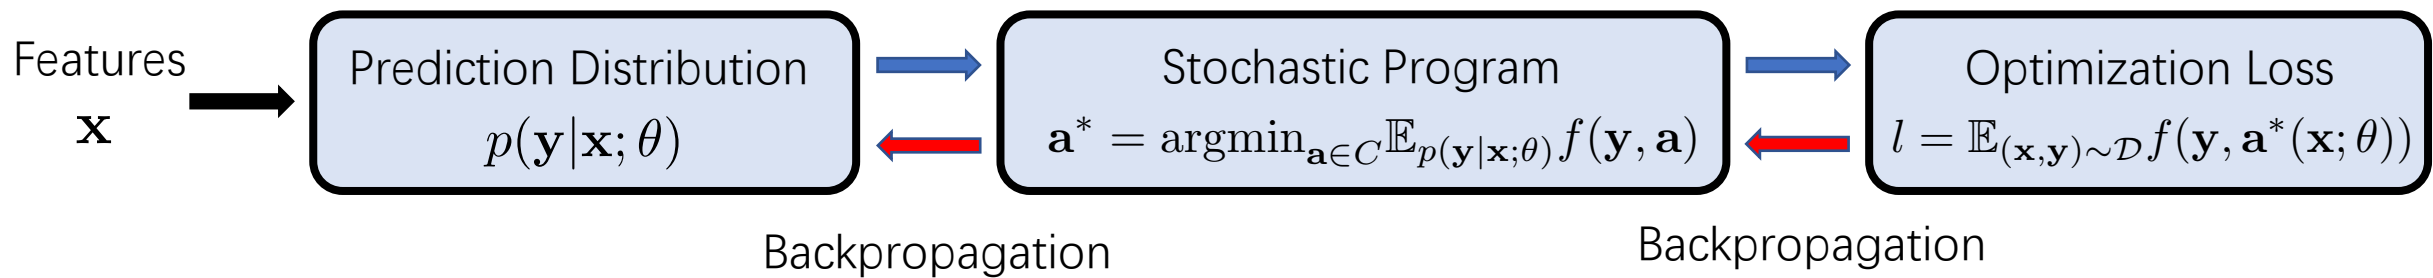 Features
x
Prediction Distribution
p(y|x; θ)
Stochastic Program
a* = argmin_{a∈C} 𝔼_{p(y|x;θ)} f(y, a)
Optimization Loss
l = 𝔼_{(x,y)∼𝒟} f(y, a*(x; θ))
Backpropagation
Backpropagation